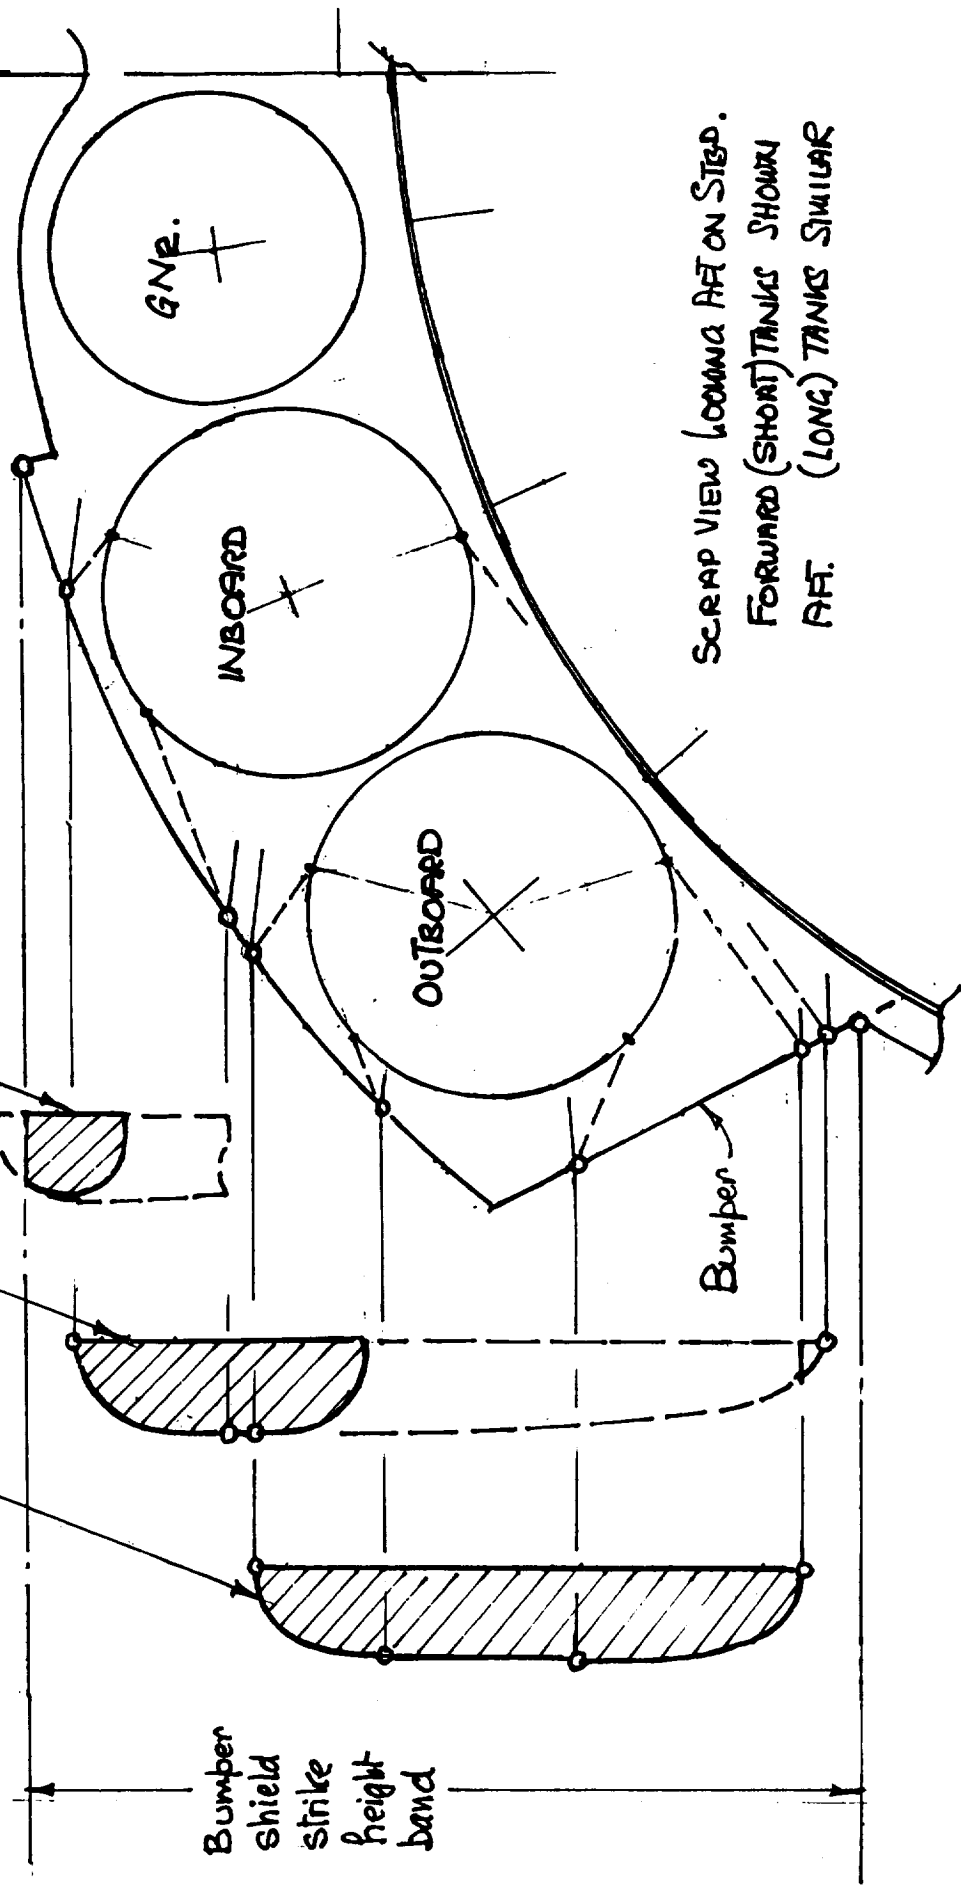 GNR.
INBOARD
OUTBOARD
Bumper
Bumper
shield
strike
height
band
SCRAP VIEW LOOKING AFT ON STBD.
FORWARD (SHORT) TANKS SHOWN
AFT. (LONG) TANKS SIMILAR